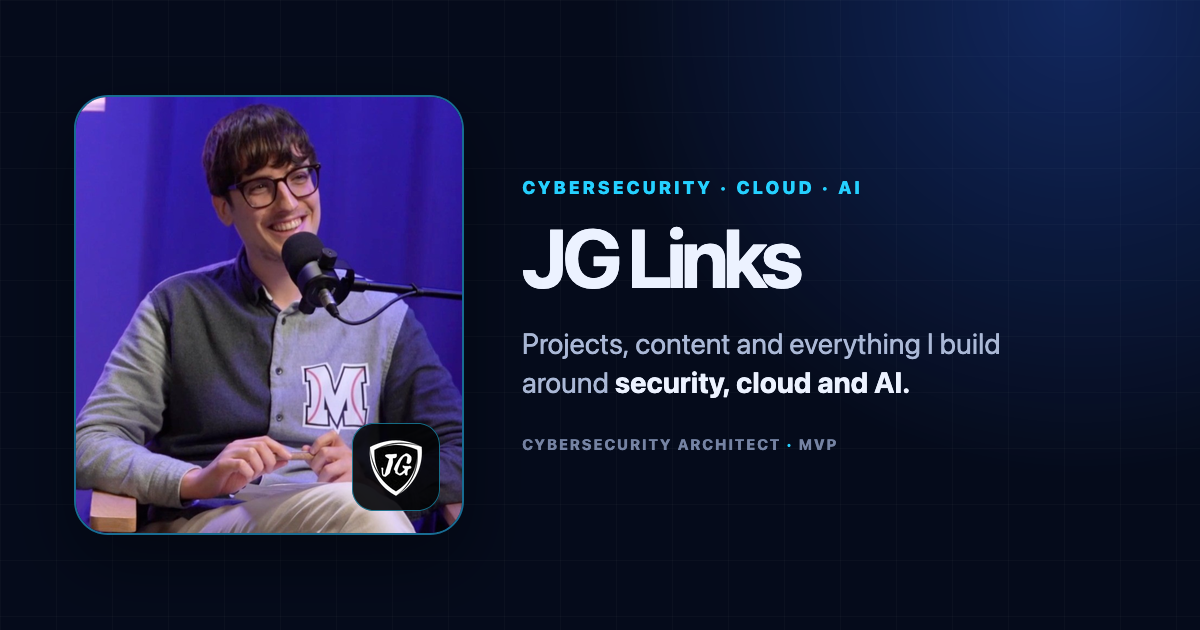 CYBERSECURITY · CLOUD · AI
JG Links
Projects, content and everything I build
around security, cloud and AI.
CYBERSECURITY ARCHITECT · MVP
M
JG